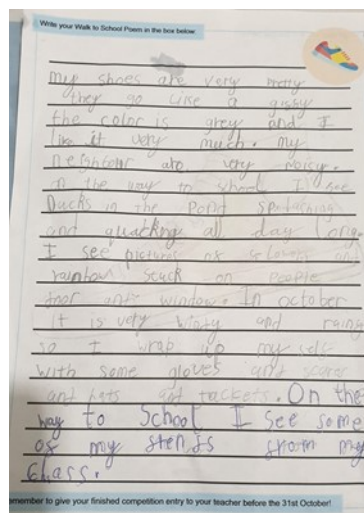 Write your Walk to School Poem in the box below
my shoes are very pretty
they go like a gissy
the color is grey and I
like it very much. my
neighbour are very noisy.
on the way to school I see
Ducks in the Pond splashing
and quacking all day long.
I see pictures of and
rainbow stuck on people
door and window. In october
it is very windy and rainy
so I wrap up my self
with some gloves and scarf
and hats and jackets. On the
way to School I see some
of my from my
Class.
remember to give your finished competition entry to your teacher before the 31st October!